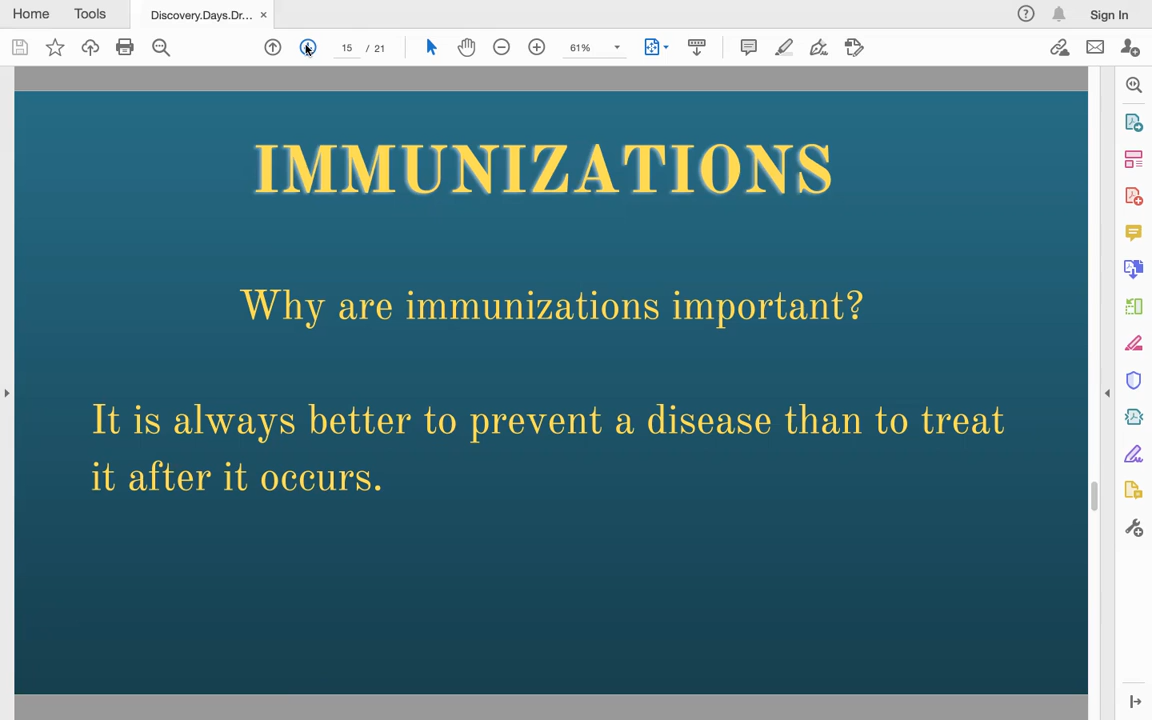 Home
Tools
Discovery.Days.Dr... ×
Sign In
15 / 21
61%
IMMUNIZATIONS
Why are immunizations important?
It is always better to prevent a disease than to treat
it after it occurs.